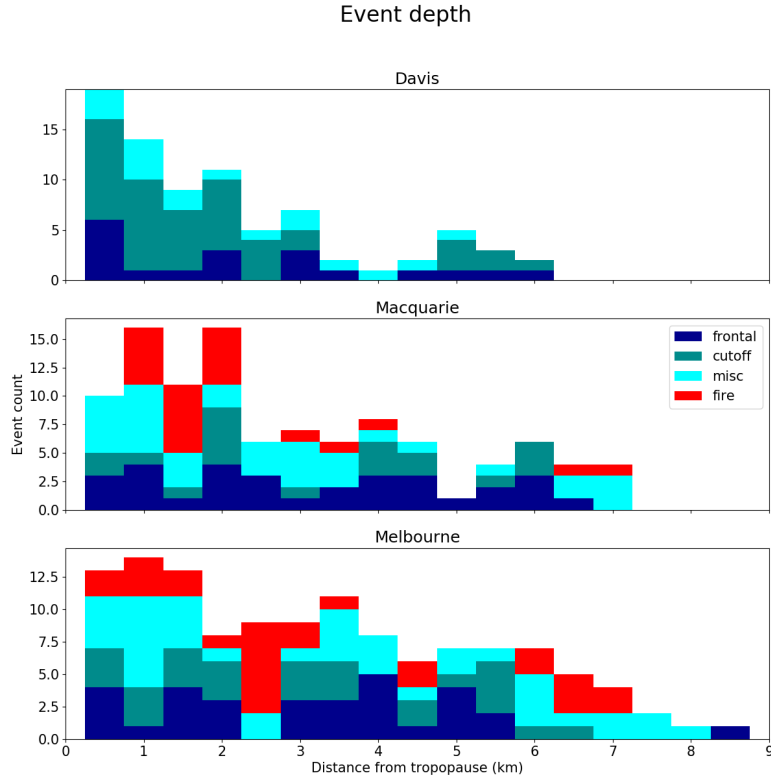 Event depth
Davis
15
10
5
0
Macquarie
15.0
12.5
10.0
7.5
5.0
2.5
0.0
Event count
frontal
cutoff
misc
fire
Melbourne
12.5
10.0
7.5
5.0
2.5
0.0
0 1 2 3 4 5 6 7 8 9
Distance from tropopause (km)